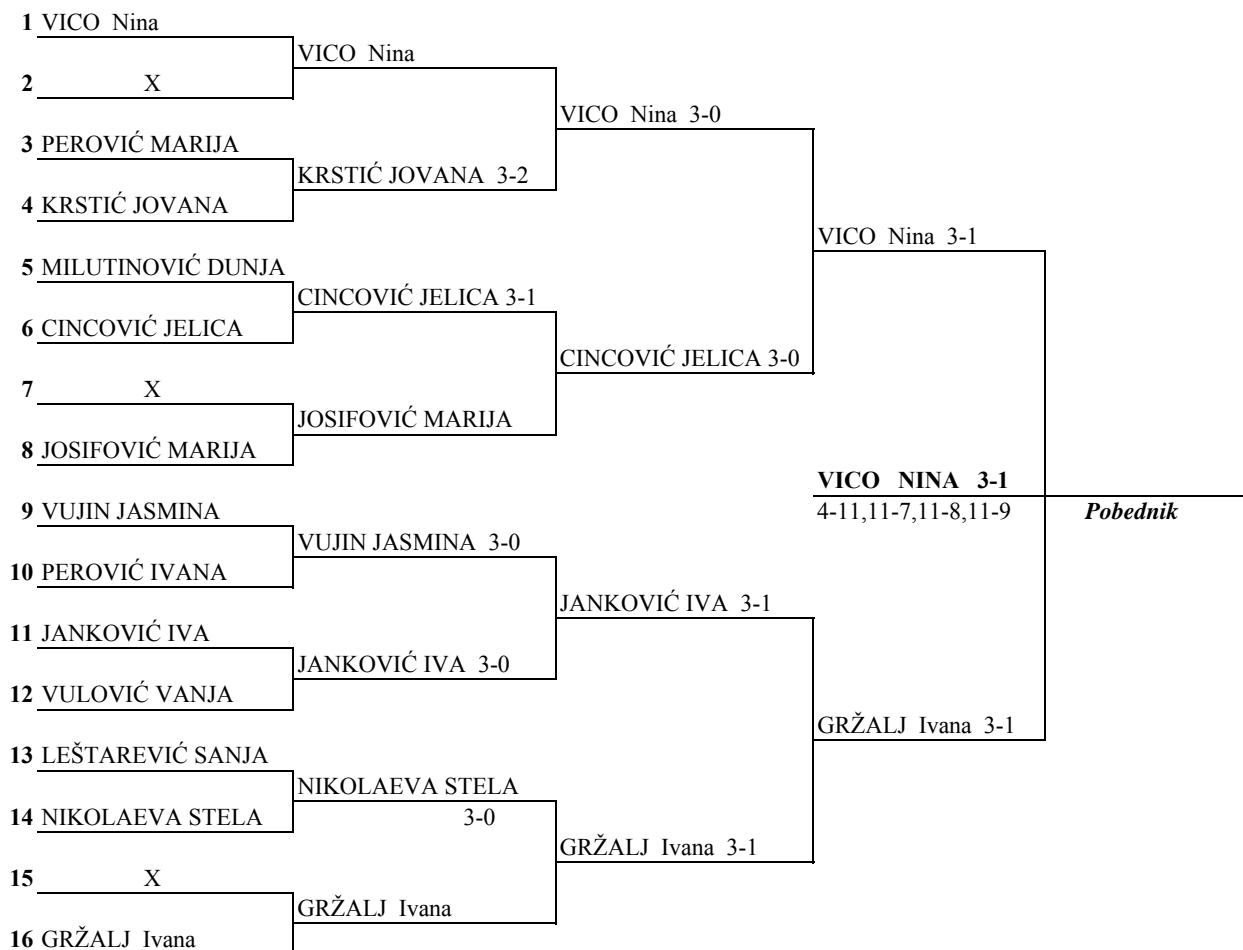 1 VICO Nina
VICO Nina
2 X
VICO Nina 3-0
3 PEROVIĆ MARIJA
KRSTIĆ JOVANA 3-2
4 KRSTIĆ JOVANA
VICO Nina 3-1
5 MILUTINOVIĆ DUNJA
CINCOVIĆ JELICA 3-1
6 CINCOVIĆ JELICA
CINCOVIĆ JELICA 3-0
7 X
JOSIFOVIĆ MARIJA
8 JOSIFOVIĆ MARIJA
VICO NINA 3-1
9 VUJIN JASMINA
4-11,11-7,11-8,11-9 Pobednik
VUJIN JASMINA 3-0
10 PEROVIĆ IVANA
JANKOVIĆ IVA 3-1
11 JANKOVIĆ IVA
JANKOVIĆ IVA 3-0
12 VULOVIĆ VANJA
GRŽALJ Ivana 3-1
13 LEŠTAREVIĆ SANJA
NIKOLAEVA STELA
14 NIKOLAEVA STELA
3-0
GRŽALJ Ivana 3-1
15 X
GRŽALJ Ivana
16 GRŽALJ Ivana